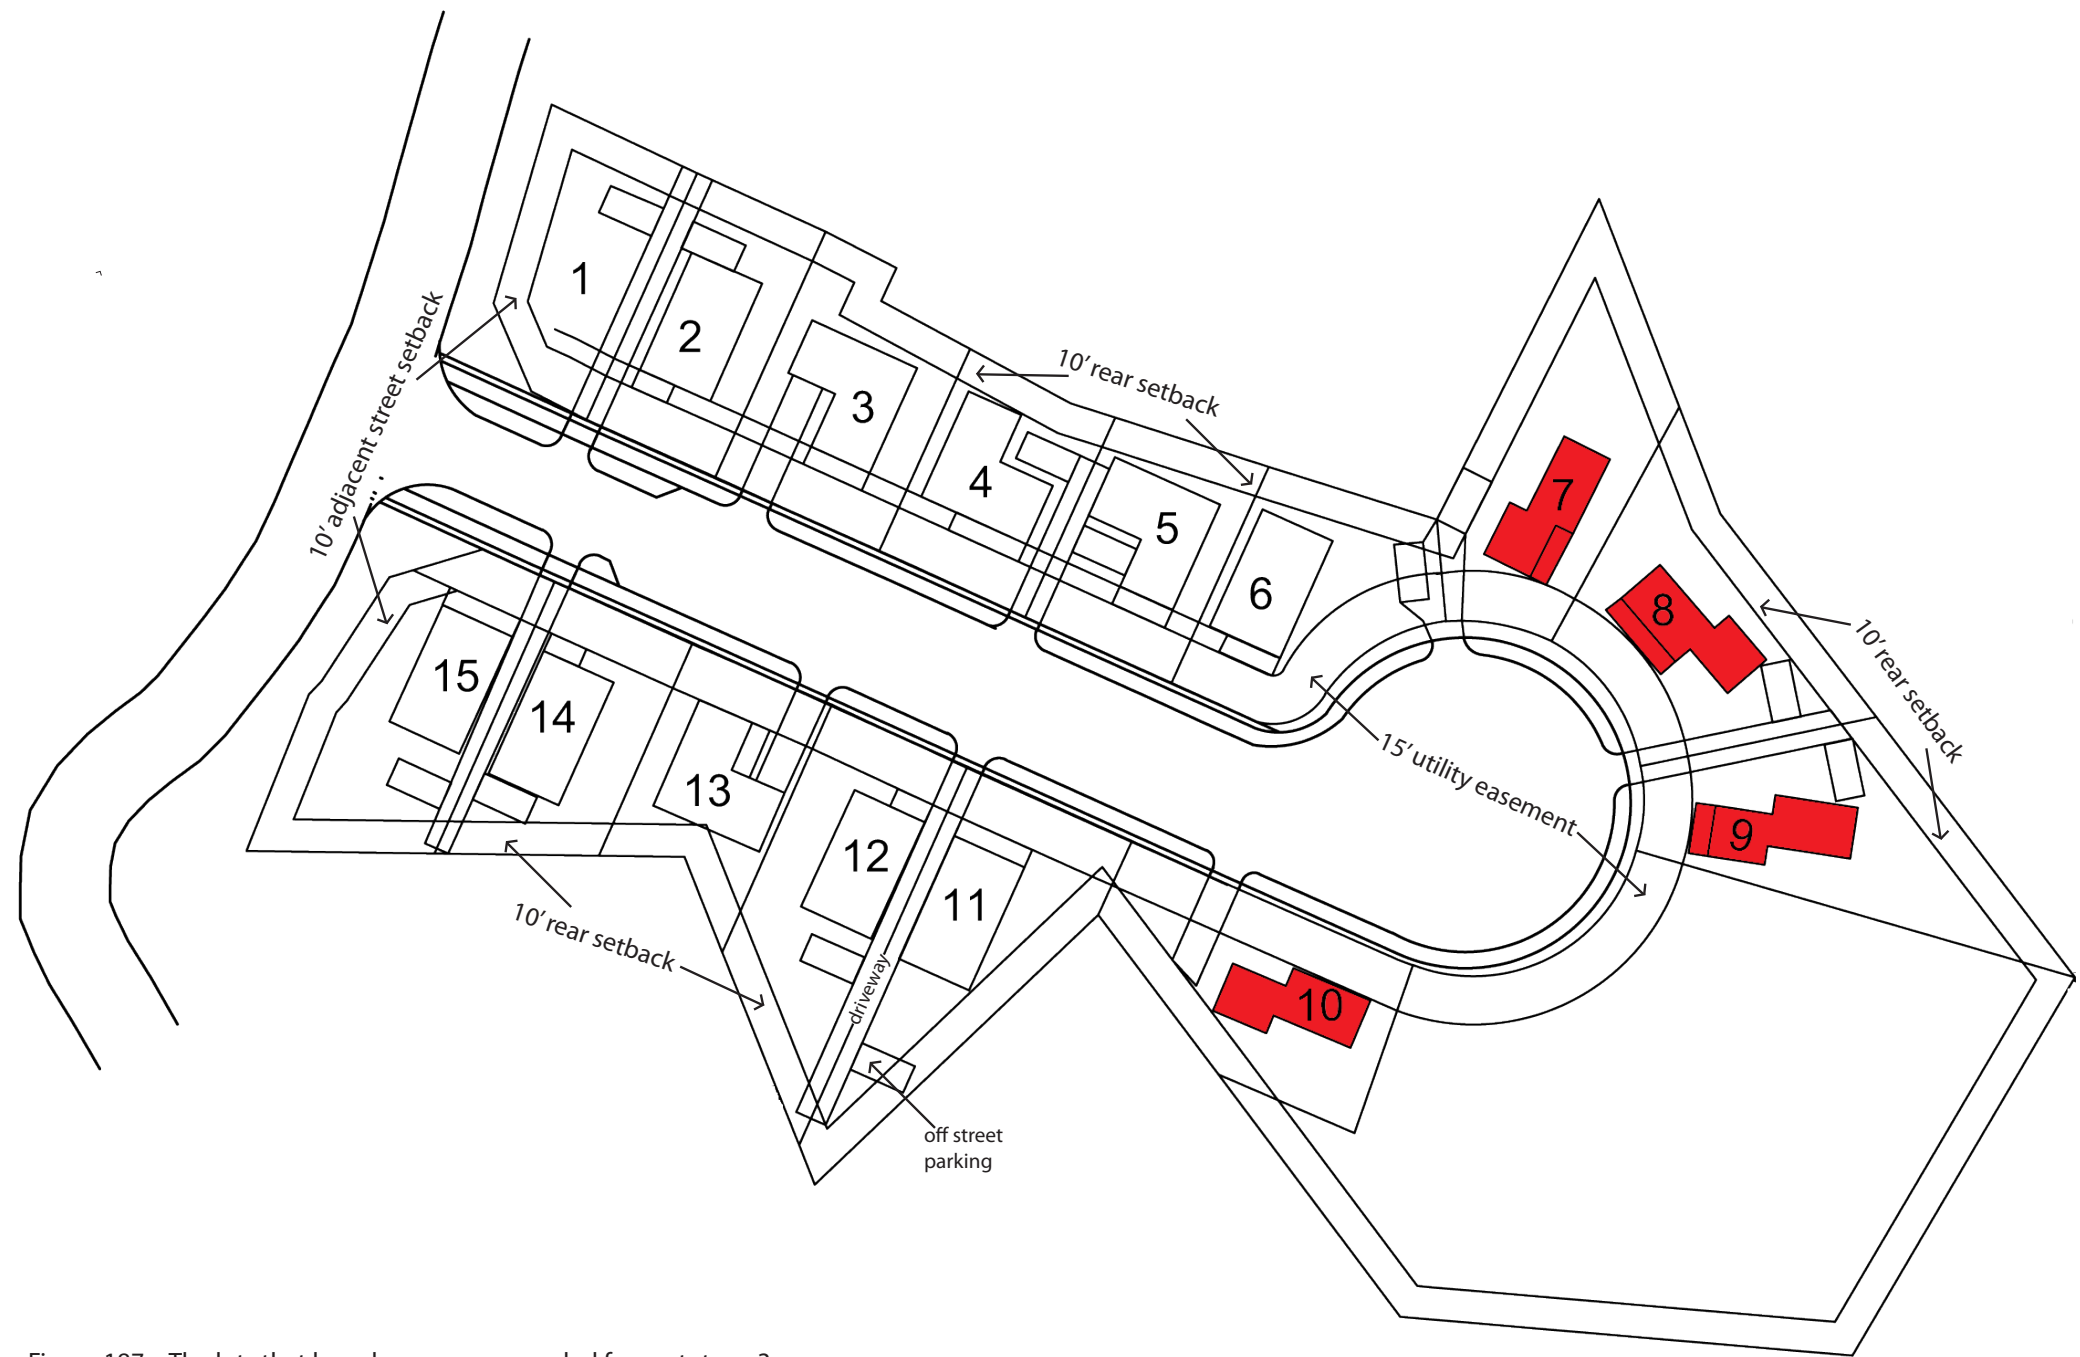 1
2
3
4
5
6
7
8
9
10
11
12
13
14
15
10' adjacent street setback
10' rear setback
10' rear setback
15' utility easement
10' rear setback
driveway
off street
parking